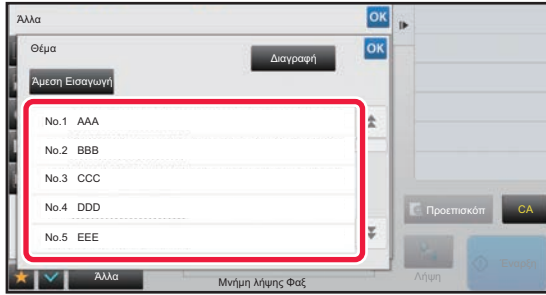 Άλλα
OK
Θέμα
Διαγραφή
OK
Άμεση Εισαγωγή
No.1 AAA
No.2 BBB
No.3 CCC
No.4 DDD
No.5 EEE
Προεπισκόπ
CA
Λήψη
Έναρξη
Άλλα
Μνήμη λήψης Φαξ